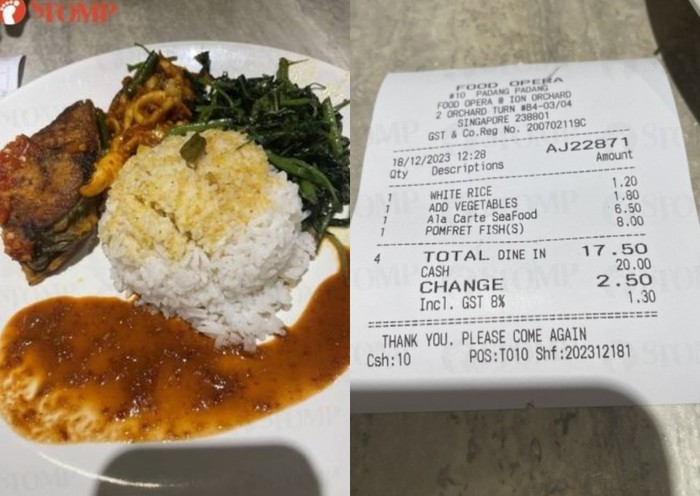 STOMP
FOOD OPERA
#10 PADANG PADANG
FOOD OPERA @ ION ORCHARD
2 ORCHARD TURN #B4-03/04
SINGAPORE 238801
GST & Co.Reg No. 200702119C
18/12/2023 12:28 AJ22871
Qty Descriptions Amount
1 WHITE RICE 1.20
1 ADD VEGETABLES 1.80
1 Ala Carte SeaFood 6.50
1 POMFRET FISH(S) 8.00
4 TOTAL DINE IN 17.50
CASH 20.00
CHANGE 2.50
Incl. GST 8% 1.30
THANK YOU, PLEASE COME AGAIN
Csh:10 POS:T010 Shf:202312181